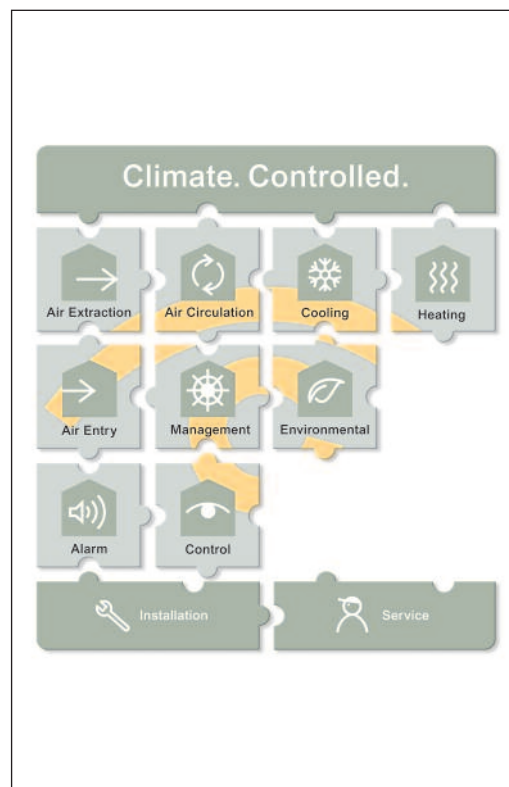 Climate. Controlled.
Air Extraction
Air Circulation
Cooling
Heating
Air Entry
Management
Environmental
Alarm
Control
Installation
Service